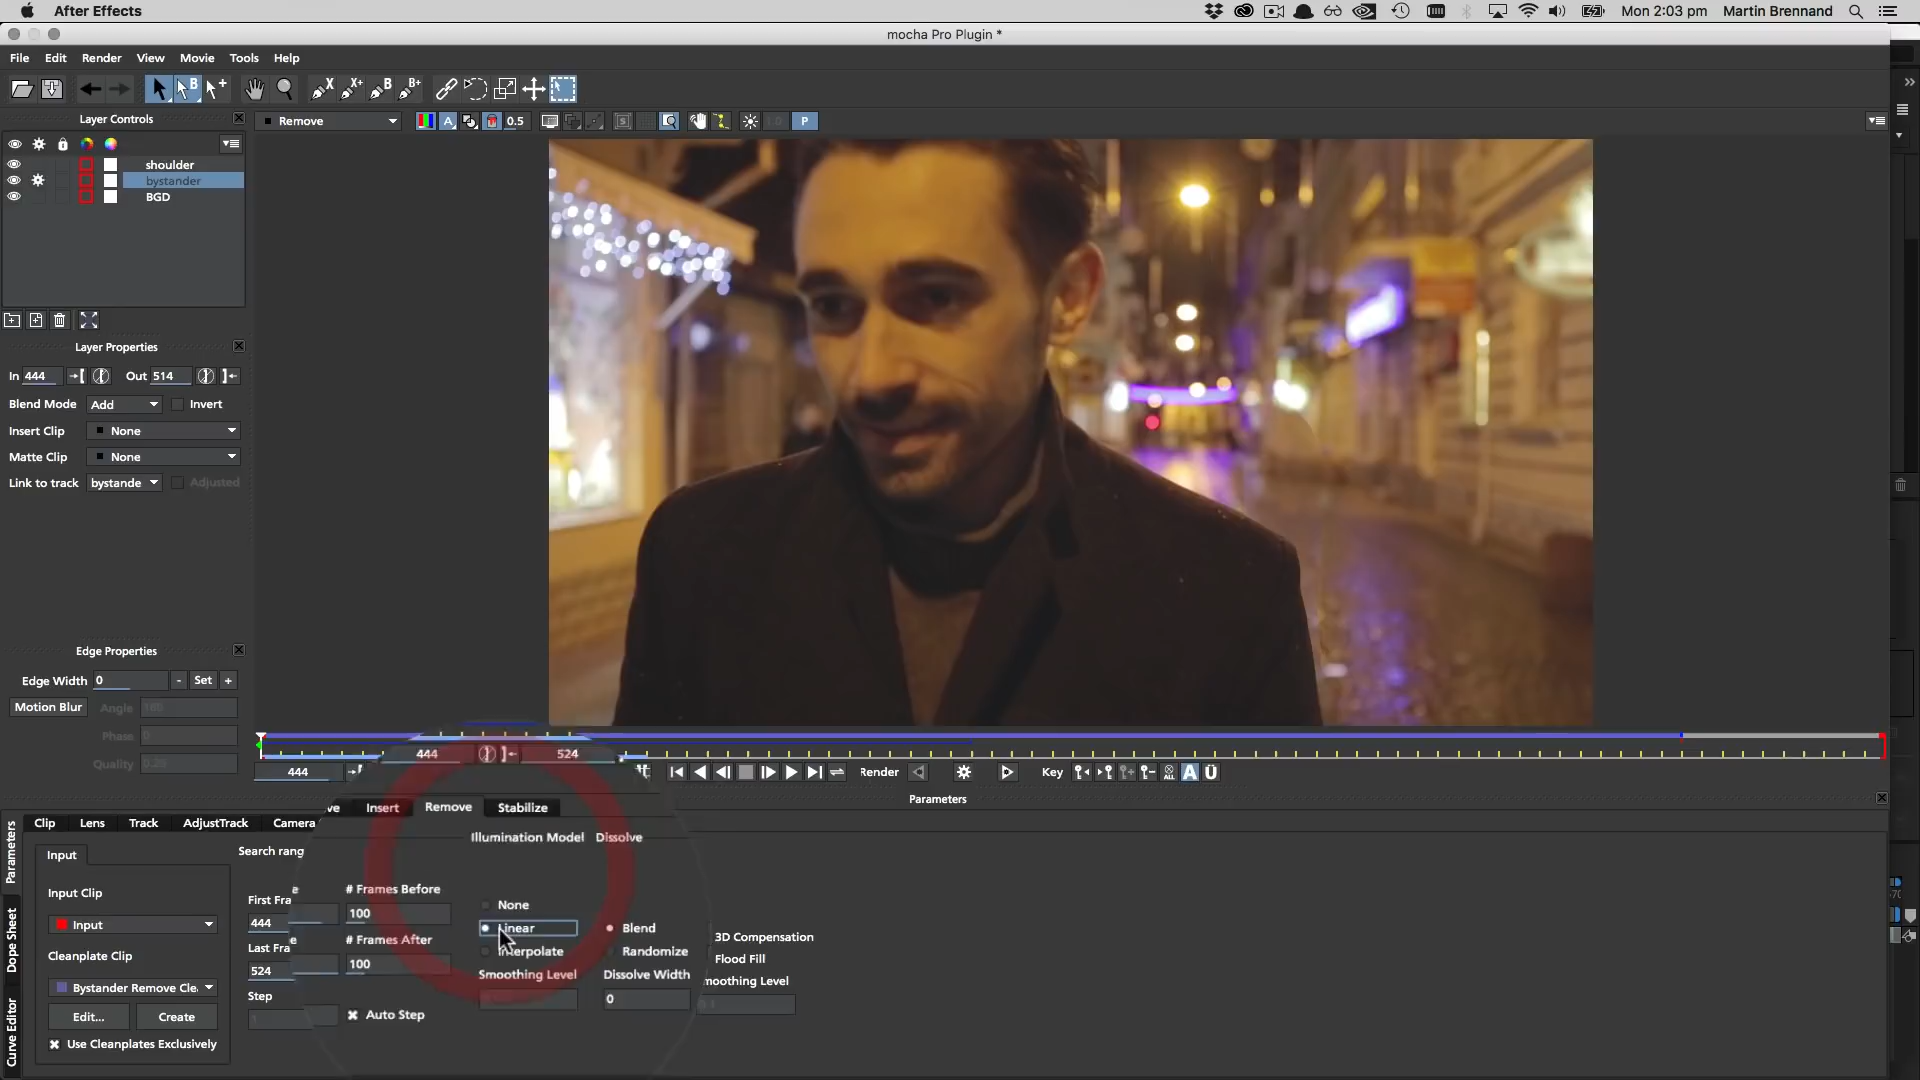 After Effects
Mon 2:03 pm
Martin Brennand
mocha Pro Plugin *
File
Edit
Render
View
Movie
Tools
Help
Layer Controls
Remove
0.5
1.0
P
shoulder
bystander
BGD
Layer Properties
In 444
Out 514
Blend Mode
Add
Invert
Insert Clip
None
Matte Clip
None
Link to track
bystande
Adjusted
Edge Properties
Edge Width
0
-
Set
+
Motion Blur
Angle
Phase
0
Quality
444
524
444
Render
Key
Parameters
Insert
Remove
Stabilize
Clip
Lens
Track
AdjustTrack
Camera
Input
Input Clip
Input
Cleanplate Clip
Bystander Remove Cle
Edit...
Create
Use Cleanplates Exclusively
Search rang
First Fra
444
Last Fra
524
Step
1
# Frames Before
100
# Frames After
100
Auto Step
Illumination Model
None
Linear
Interpolate
Smoothing Level
Dissolve
Blend
Randomize
Dissolve Width
0
3D Compensation
Flood Fill
moothing Level
Parameters
Dope Sheet
Curve Editor